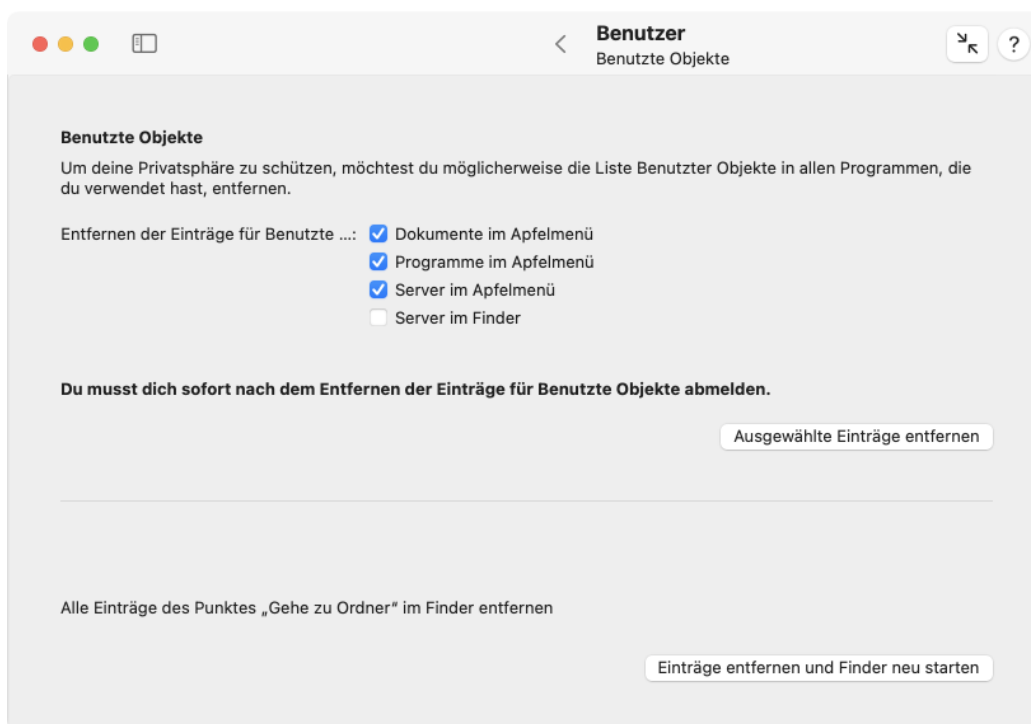 Benutzer
Benutzte Objekte
?
Benutzte Objekte
Um deine Privatsphäre zu schützen, möchtest du möglicherweise die Liste Benutzter Objekte in allen Programmen, die
du verwendet hast, entfernen.
Entfernen der Einträge für Benutzte ...: Dokumente im Apfelmenü
Programme im Apfelmenü
Server im Apfelmenü
Server im Finder
Du musst dich sofort nach dem Entfernen der Einträge für Benutzte Objekte abmelden.
Ausgewählte Einträge entfernen
Alle Einträge des Punktes „Gehe zu Ordner“ im Finder entfernen
Einträge entfernen und Finder neu starten